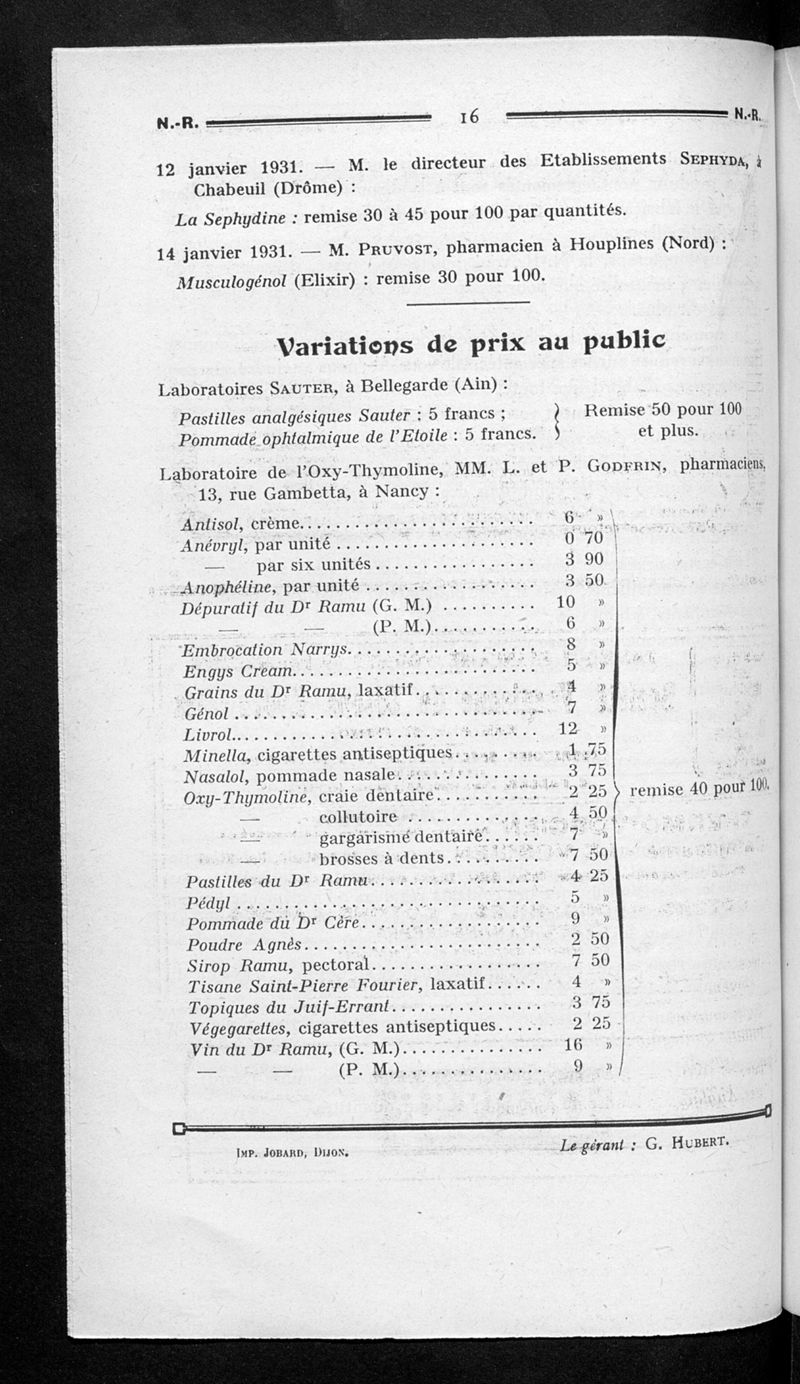 N.-R. 16 N.-R.
12 janvier 1931. — M. le directeur des Etablissements SEPHYDA, à
Chabeuil (Drôme) :
La Sephydine : remise 30 à 45 pour 100 par quantités.
14 janvier 1931. — M. PRUVOST, pharmacien à Houplines (Nord) :
Musculogénol (Elixir) : remise 30 pour 100.
Variations de prix au public
Laboratoires SAUTER, à Bellegarde (Ain) :
Pastilles analgésiques Sauter : 5 francs ; } Remise 50 pour 100
Pommade ophtalmique de l'Etoile : 5 francs. et plus.
Laboratoire de l'Oxy-Thymoline, MM. L. et P. GODFRIN, pharmaciens,
13, rue Gambetta, à Nancy :
Antisol, crème........................ 6 »
Anévryl, par unité ...................... 0 70
— par six unités ................. 3 90
Anophéline, par unité .................. 3 50
Dépuratif du Dr Ramu (G. M.) .......... 10 »
— — (P. M.)........... 6 »
Embrocation Narrys.................... 8 »
Engys Cream.......................... 5 »
Grains du Dr Ramu, laxatif............. 4 »
Génol ................................ 7 »
Livrol................................ 12 »
Minella, cigarettes antiseptiques......... 1 75
Nasalol, pommade nasale............... 3 75
Oxy-Thymoline, craie dentaire........... 2 25 } remise 40 pour 100.
— collutoire .............. 4 50
— gargarisme dentaire...... 7 »
— brosses à dents.......... 7 50
Pastilles du Dr Ramu.................. 4 25
Pédyl ................................ 5 »
Pommade du Dr Cère................... 9 »
Poudre Agnès......................... 2 50
Sirop Ramu, pectoral.................. 7 50
Tisane Saint-Pierre Fourier, laxatif...... 4 »
Topiques du Juif-Errant................ 3 75
Végegarettes, cigarettes antiseptiques..... 2 25
Vin du Dr Ramu, (G. M.)............... 16 »
— — (P. M.)............... 9 »
IMP. JOBARD, DIJON. Le gérant : G. HUBERT.